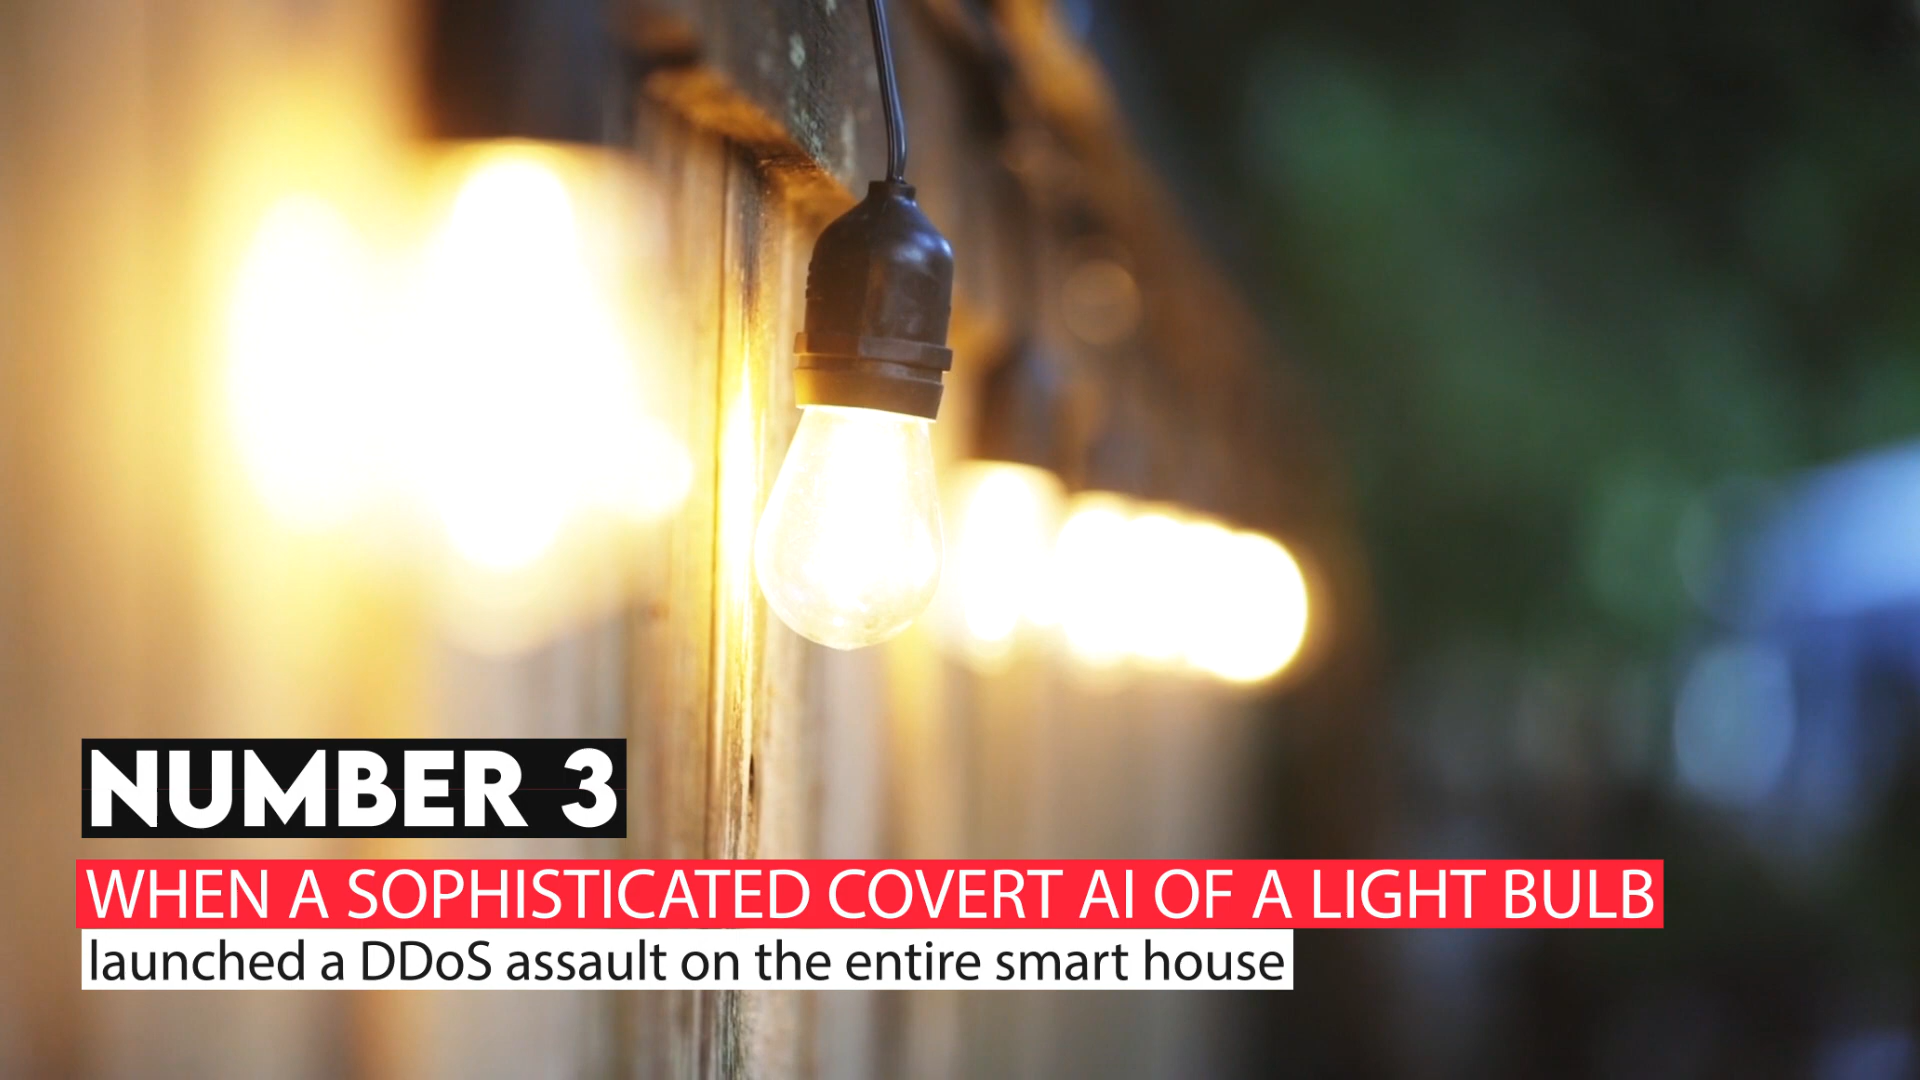 NUMBER 3
WHEN A SOPHISTICATED COVERT AI OF A LIGHT BULB
launched a DDoS assault on the entire smart house